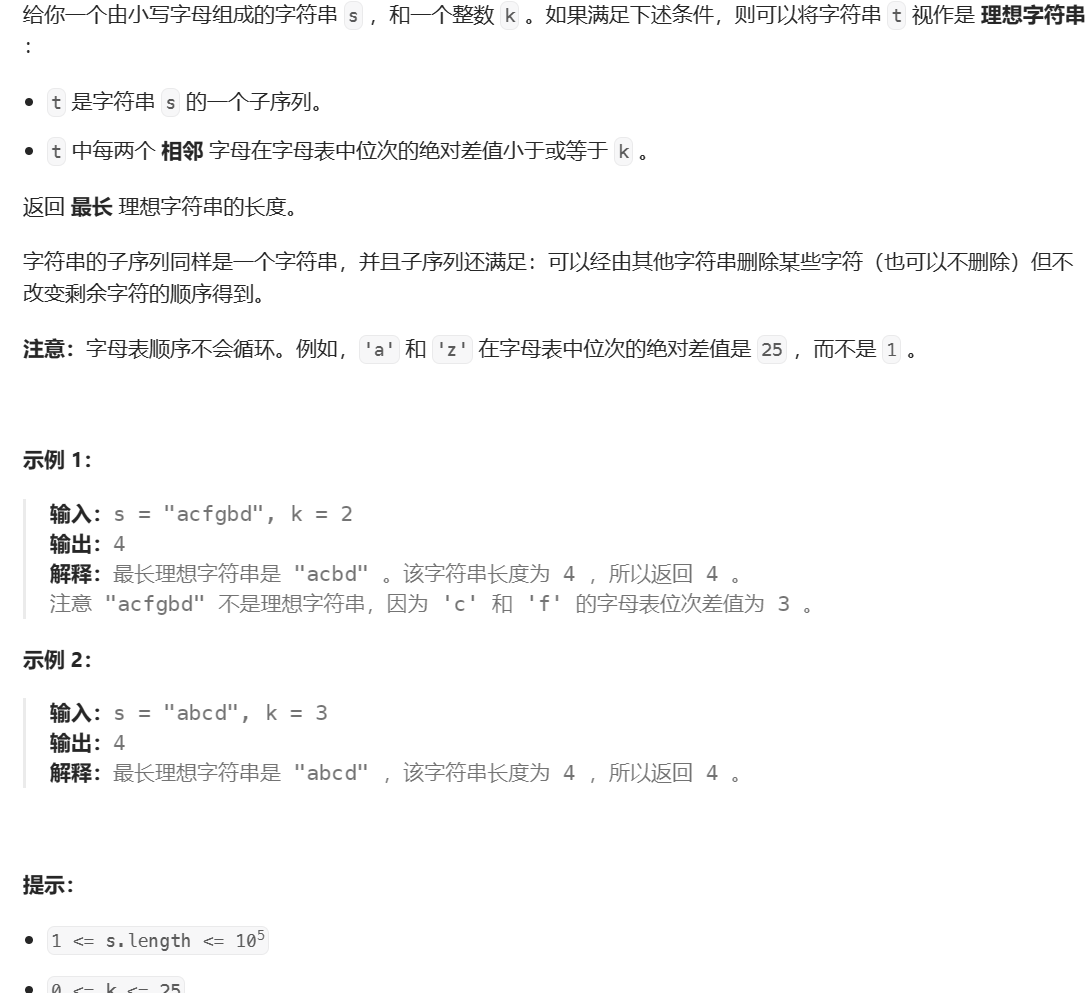 给你一个由小写字母组成的字符串 s ，和一个整数 k 。如果满足下述条件，则可以将字符串 t 视作是 理想字符串
：
t 是字符串 s 的一个子序列。
t 中每两个 相邻 字母在字母表中位次的绝对差值小于或等于 k 。
返回 最长 理想字符串的长度。
字符串的子序列同样是一个字符串，并且子序列还满足：可以经由其他字符串删除某些字符（也可以不删除）但不
改变剩余字符的顺序得到。
注意：字母表顺序不会循环。例如，'a' 和 'z' 在字母表中位次的绝对差值是 25 ，而不是 1 。
示例 1：
输入：s = "acfgbd", k = 2
输出：4
解释：最长理想字符串是 "acbd" 。该字符串长度为 4 ，所以返回 4 。
注意 "acfgbd" 不是理想字符串，因为 'c' 和 'f' 的字母表位次差值为 3 。
示例 2：
输入：s = "abcd", k = 3
输出：4
解释：最长理想字符串是 "abcd" ，该字符串长度为 4 ，所以返回 4 。
提示：
1 <= s.length <= 10⁵
0 <= k <= 25